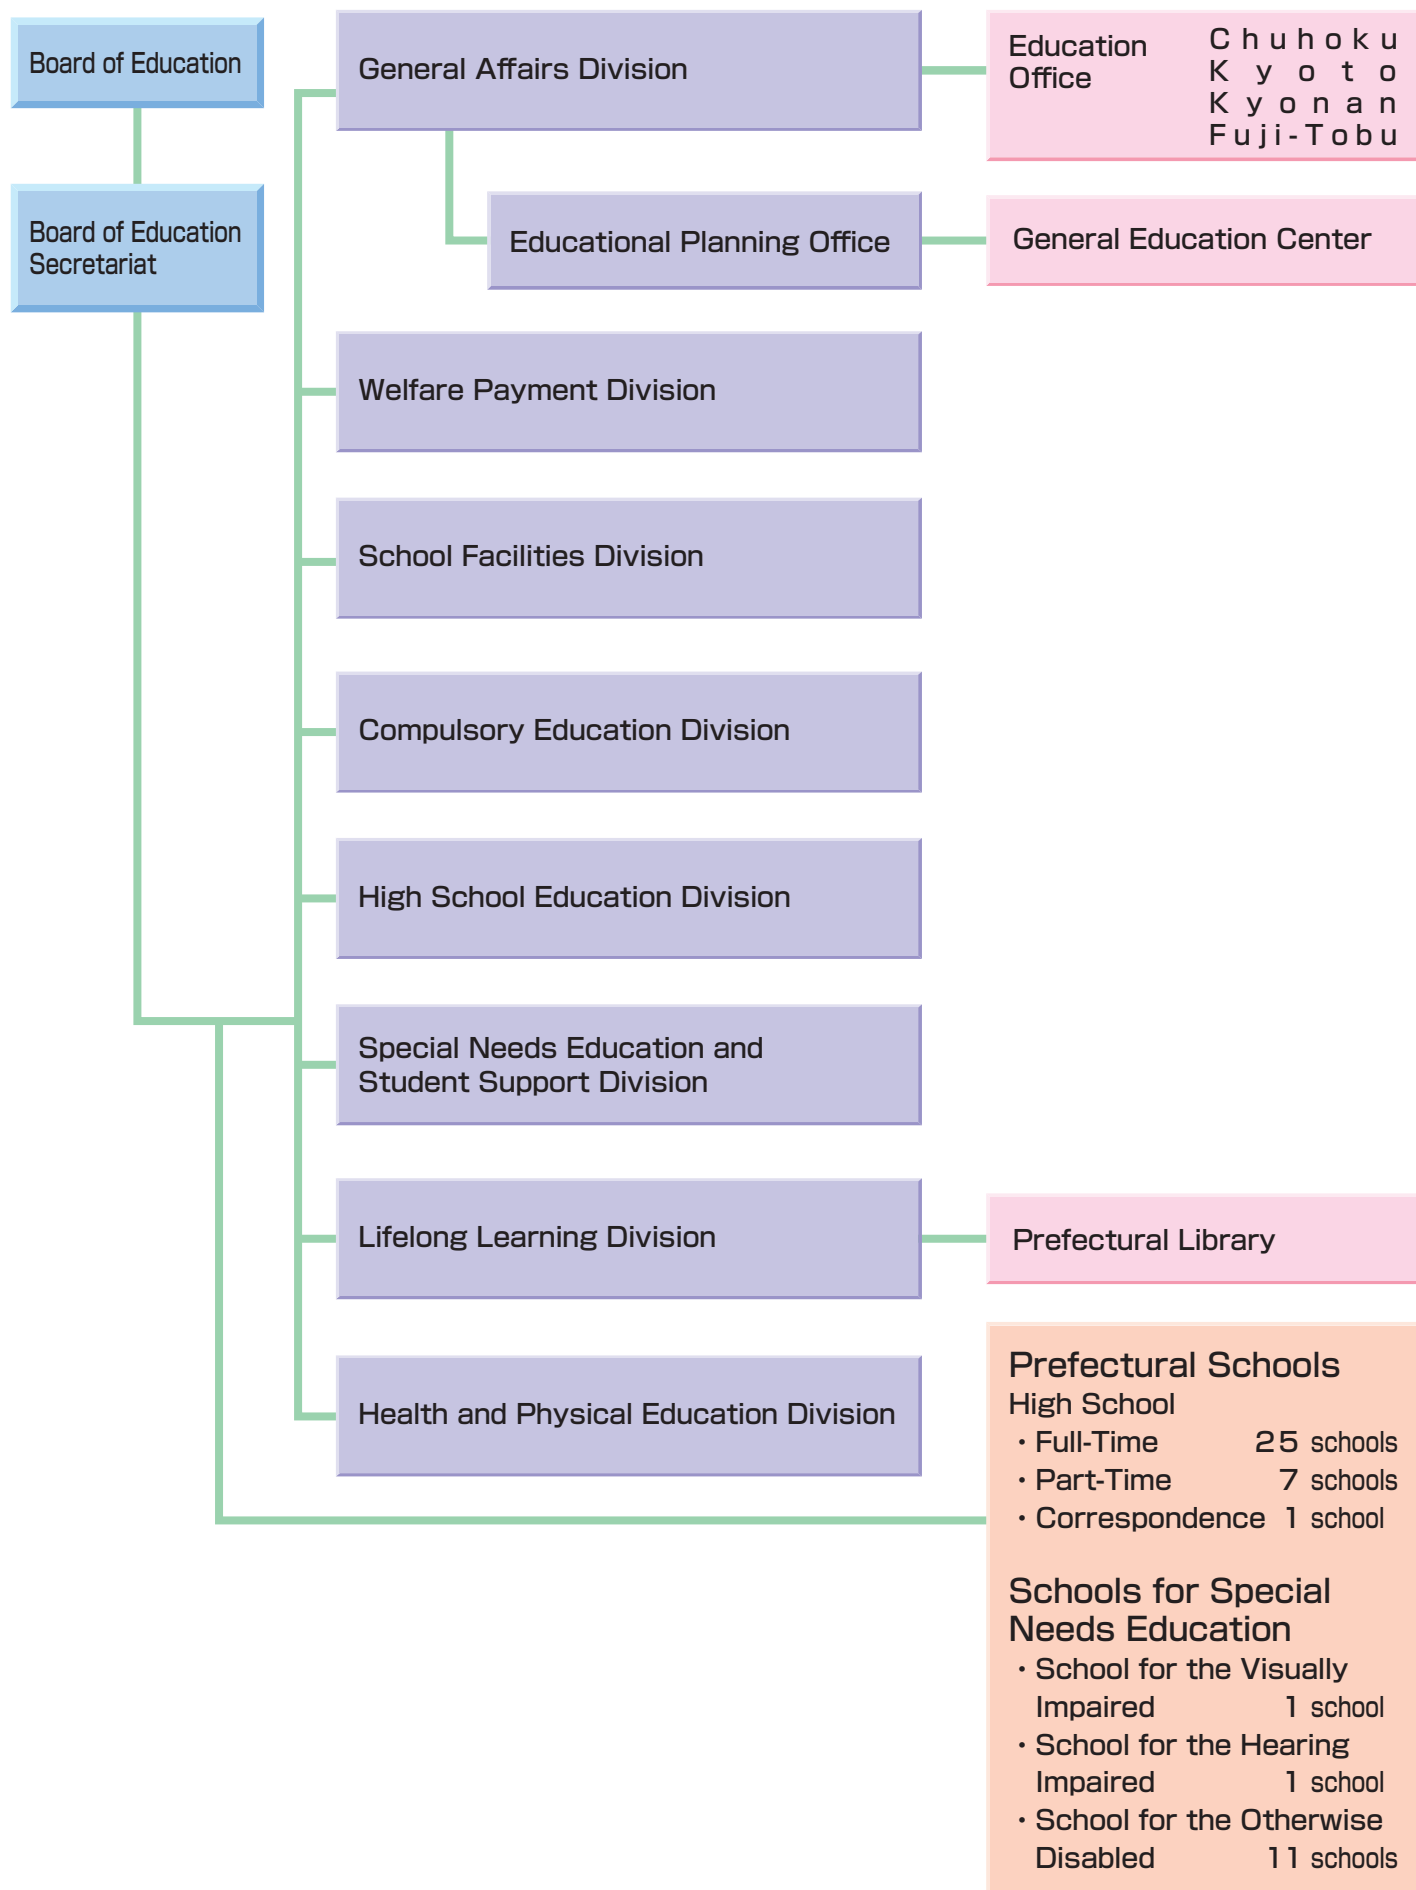 Board of Education
Board of Education
Secretariat
General Affairs Division
Education
Office
Chuhoku
Kyoto
Kyonan
Fuji-Tobu
Educational Planning Office
General Education Center
Welfare Payment Division
School Facilities Division
Compulsory Education Division
High School Education Division
Special Needs Education and
Student Support Division
Lifelong Learning Division
Prefectural Library
Health and Physical Education Division
Prefectural Schools
High School
・Full-Time 25 schools
・Part-Time 7 schools
・Correspondence 1 school
Schools for Special
Needs Education
・School for the Visually
Impaired 1 school
・School for the Hearing
Impaired 1 school
・School for the Otherwise
Disabled 11 schools